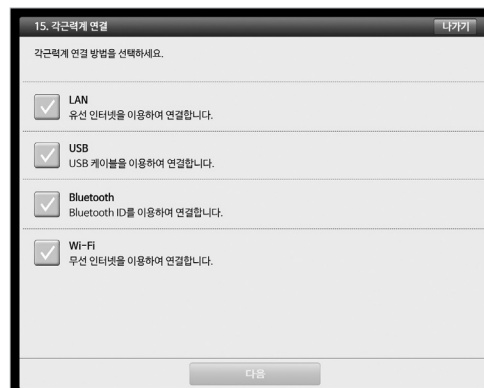 15. 각근력계 연결
나가기
각근력계 연결 방법을 선택하세요.
LAN
유선 인터넷을 이용하여 연결합니다.
USB
USB 케이블을 이용하여 연결합니다.
Bluetooth
Bluetooth ID를 이용하여 연결합니다.
Wi-Fi
무선 인터넷을 이용하여 연결합니다.
다음